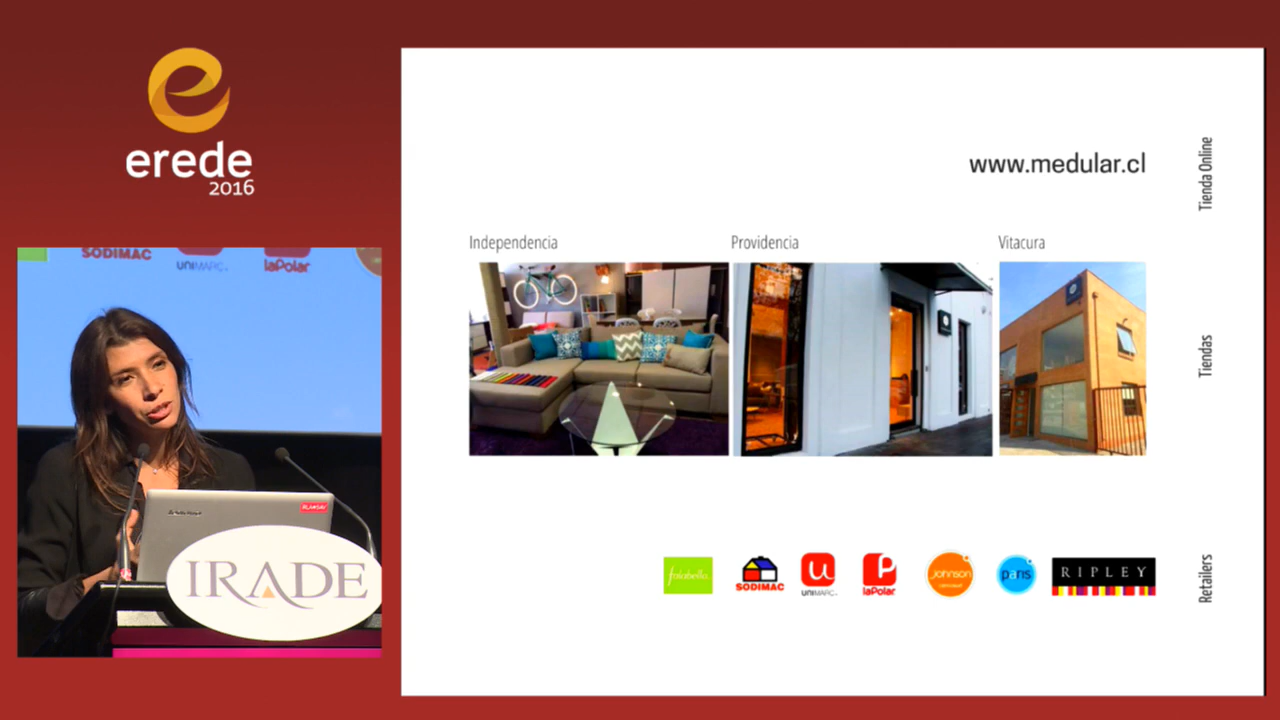 erede
2016
SODIMAC
UNIMARC
laPolar
Lenovo
IRADE
www.medular.cl
Tienda Online
Independencia
Providencia
Vitacura
Tiendas
falabella.
SODIMAC
UNIMARC
laPolar
Johnson
paris
RIPLEY
Retailers